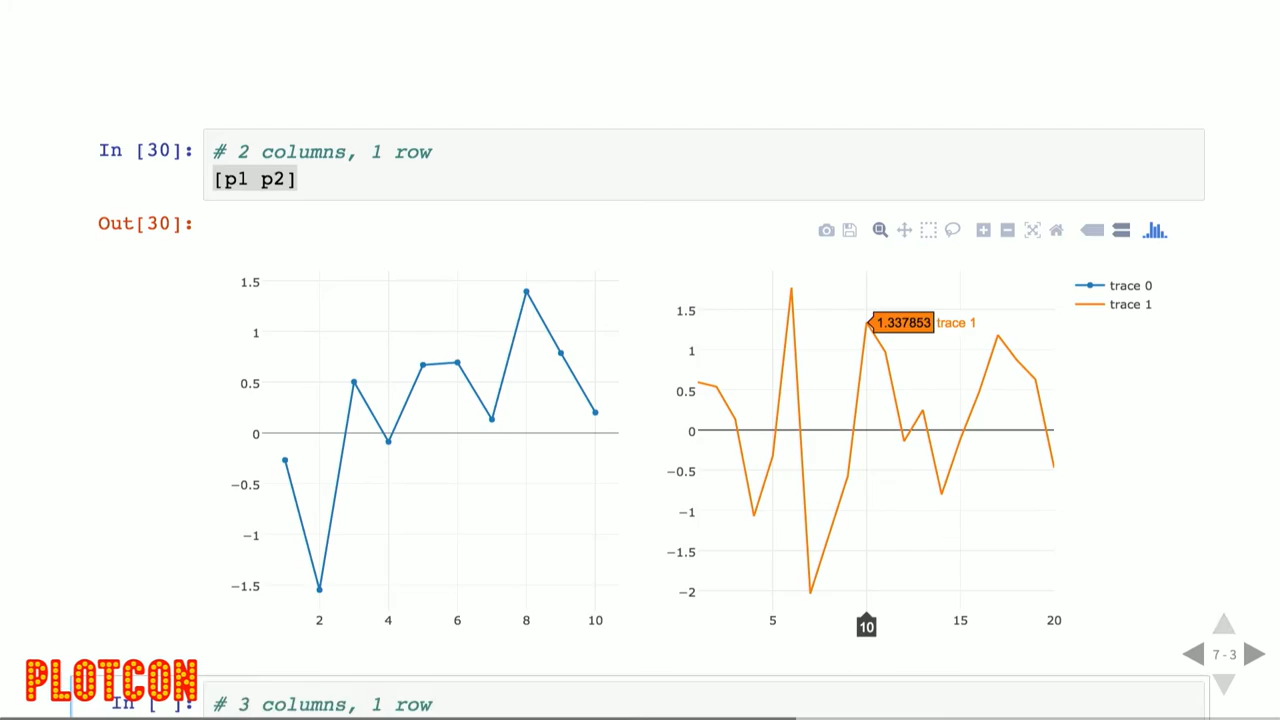 In [30]:
# 2 columns, 1 row
[p1 p2]
Out[30]:
1.5
1
0.5
0
−0.5
−1
−1.5
2 4 6 8 10
1.5
1
0.5
0
−0.5
−1
−1.5
−2
5 10 15 20
1.337853 trace 1
trace 0
trace 1
7 - 3
PLOTCON
In [ ]:
# 3 columns, 1 row